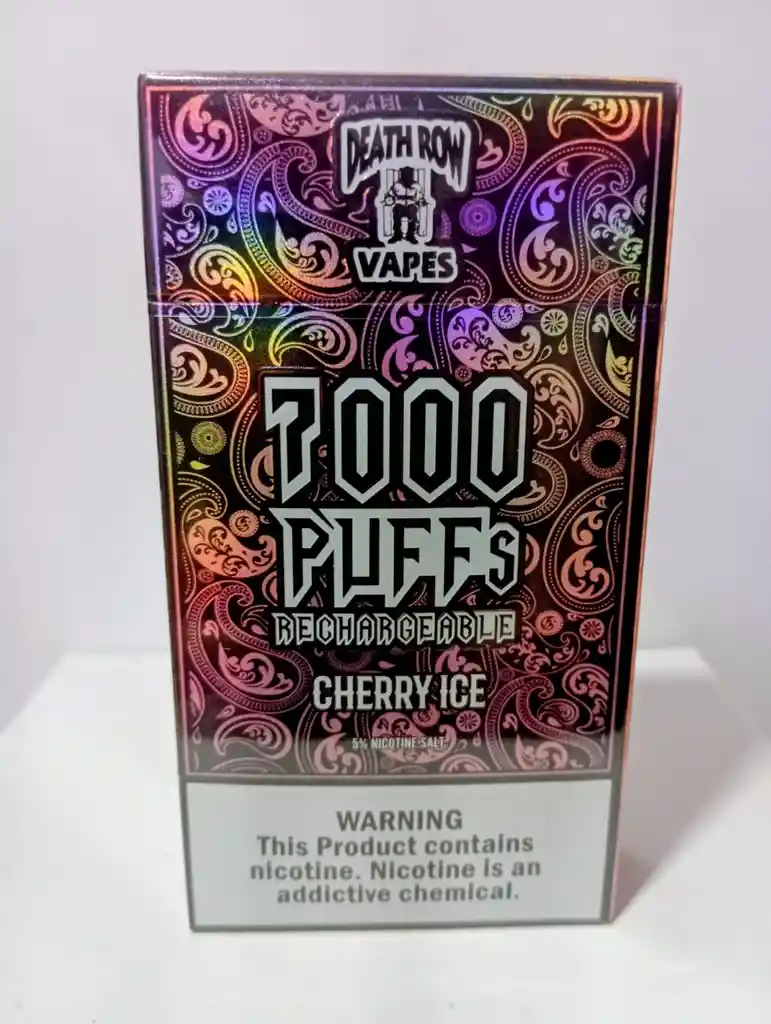 DEATH ROW
VAPES
7000
PUFFS
RECHARGEABLE
CHERRY ICE
5% NICOTINE SALT
WARNING
This Product contains
nicotine. Nicotine is an
addictive chemical.